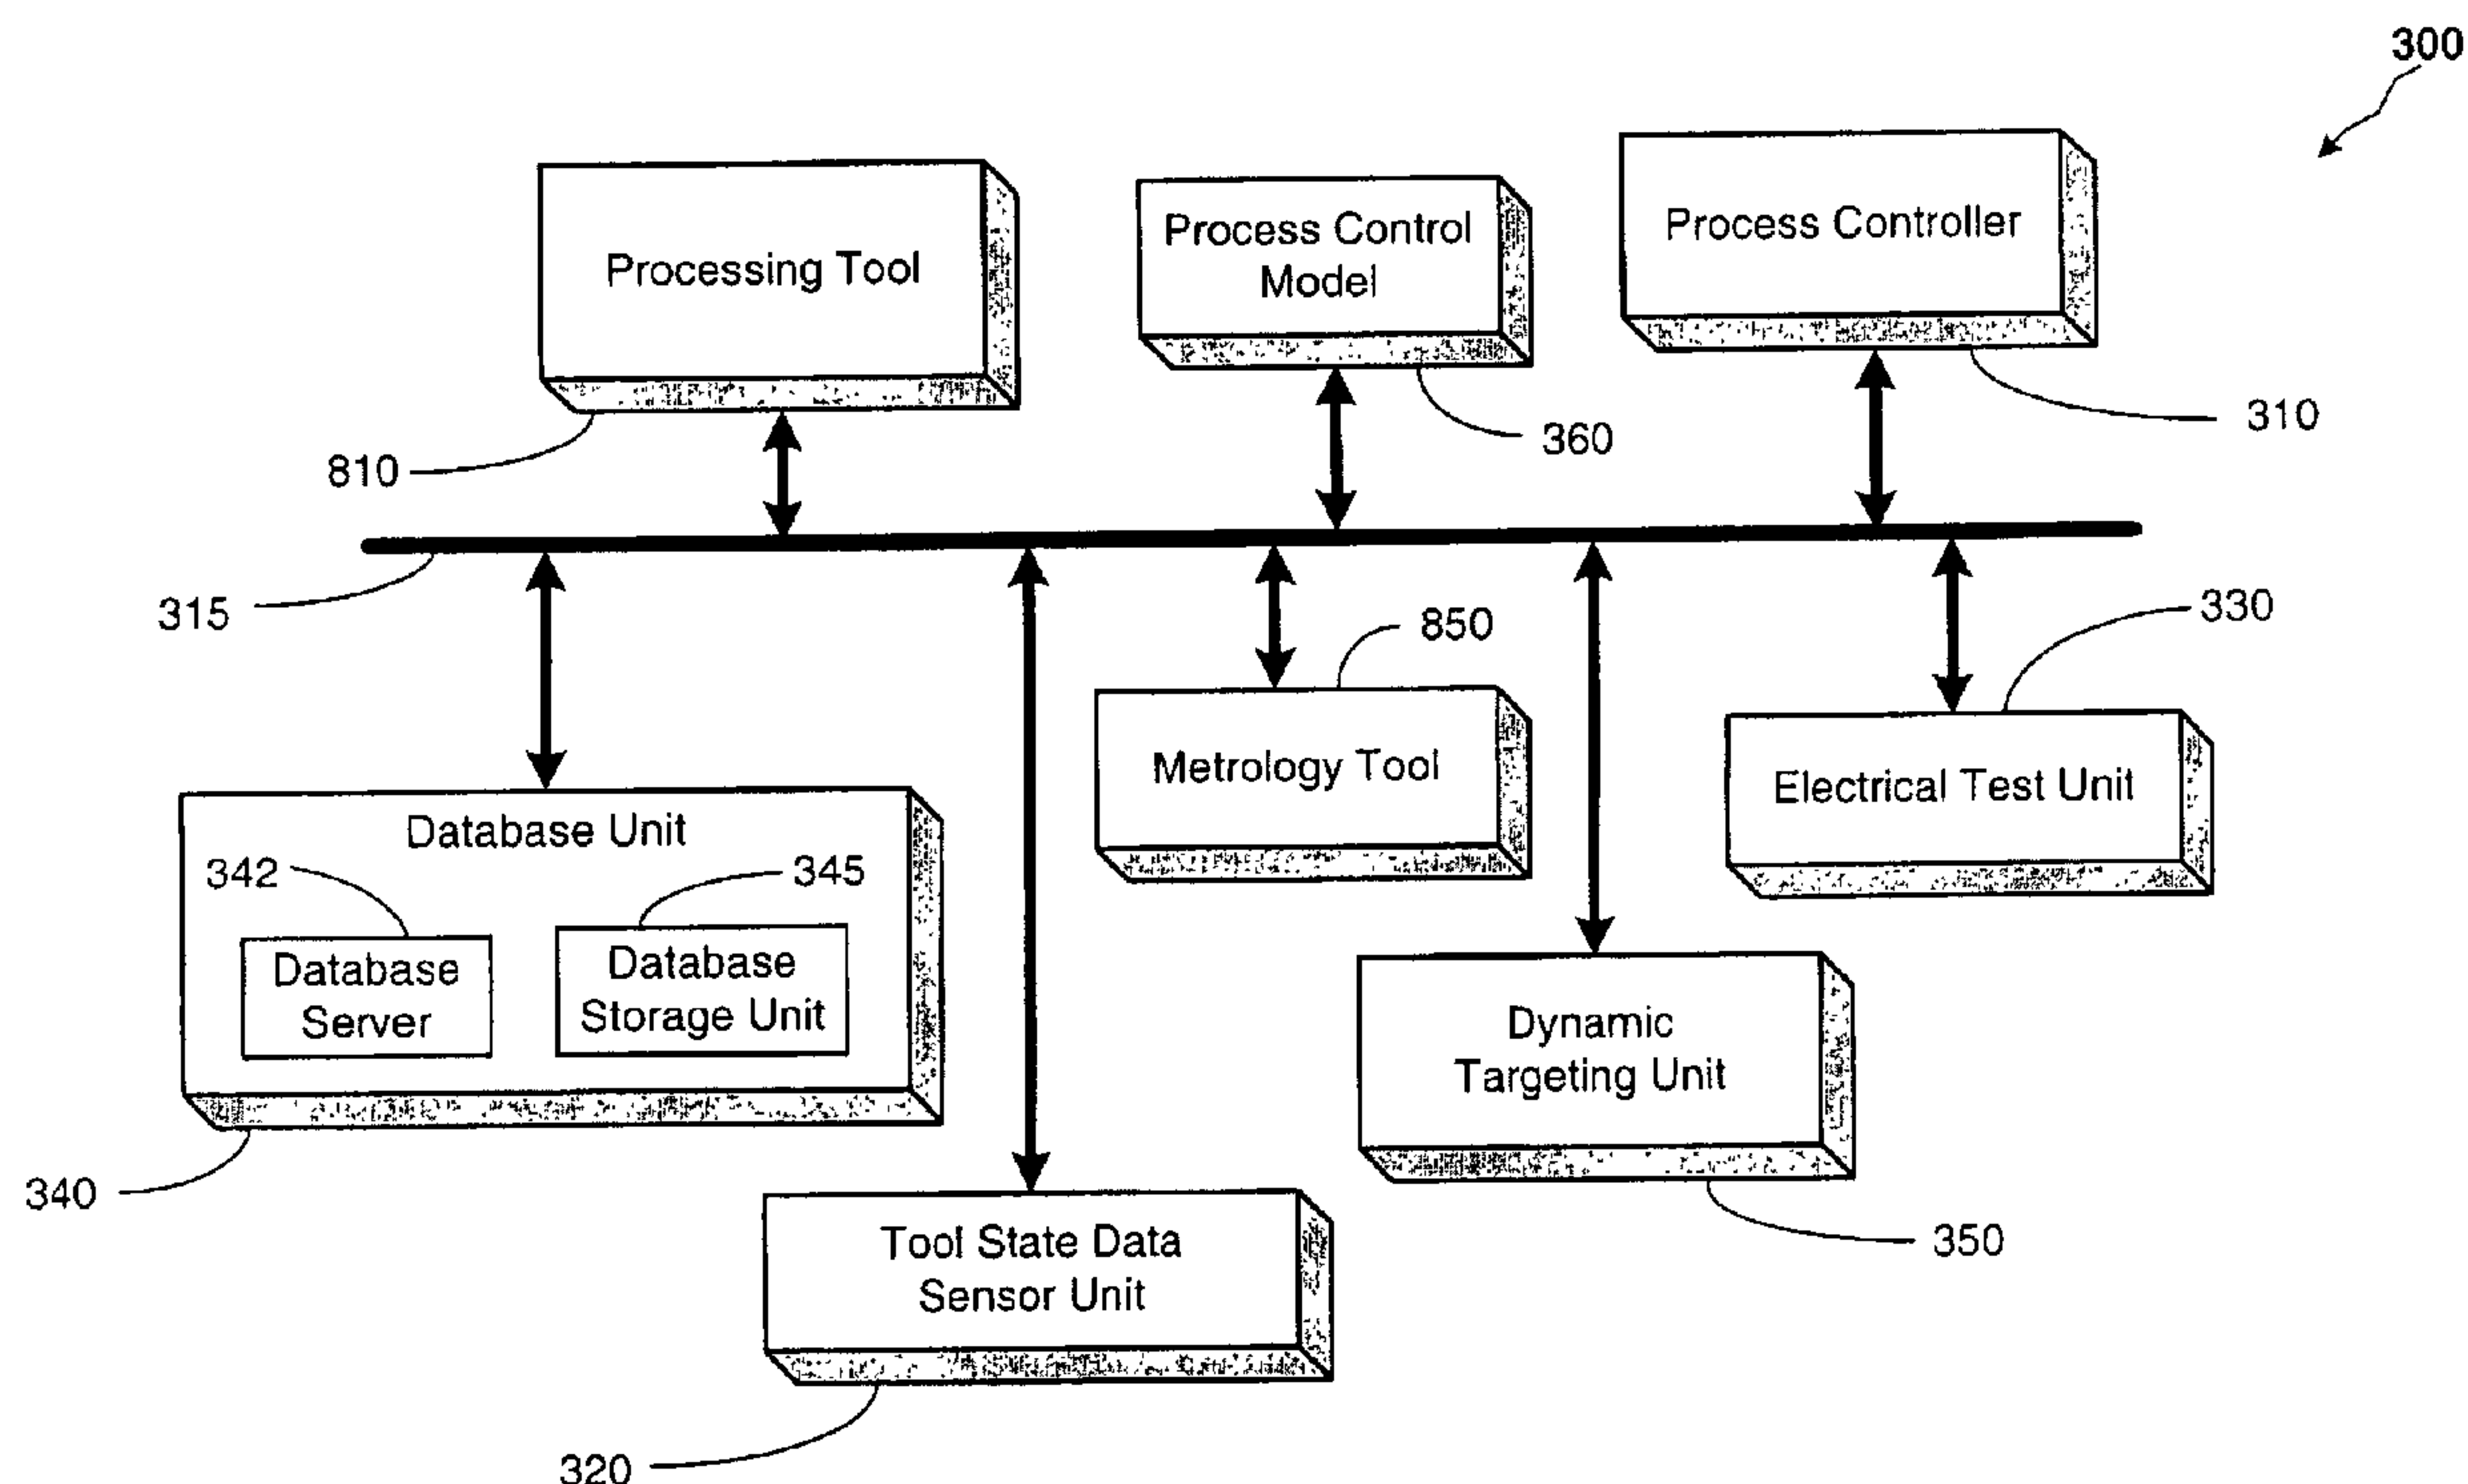 300
Processing Tool
Process Control
Model
Process Controller
810
360
310
315
850
330
Metrology Tool
Electrical Test Unit
Database Unit
342
345
Database
Server
Database
Storage Unit
Dynamic
Targeting Unit
340
350
Tool State Data
Sensor Unit
320